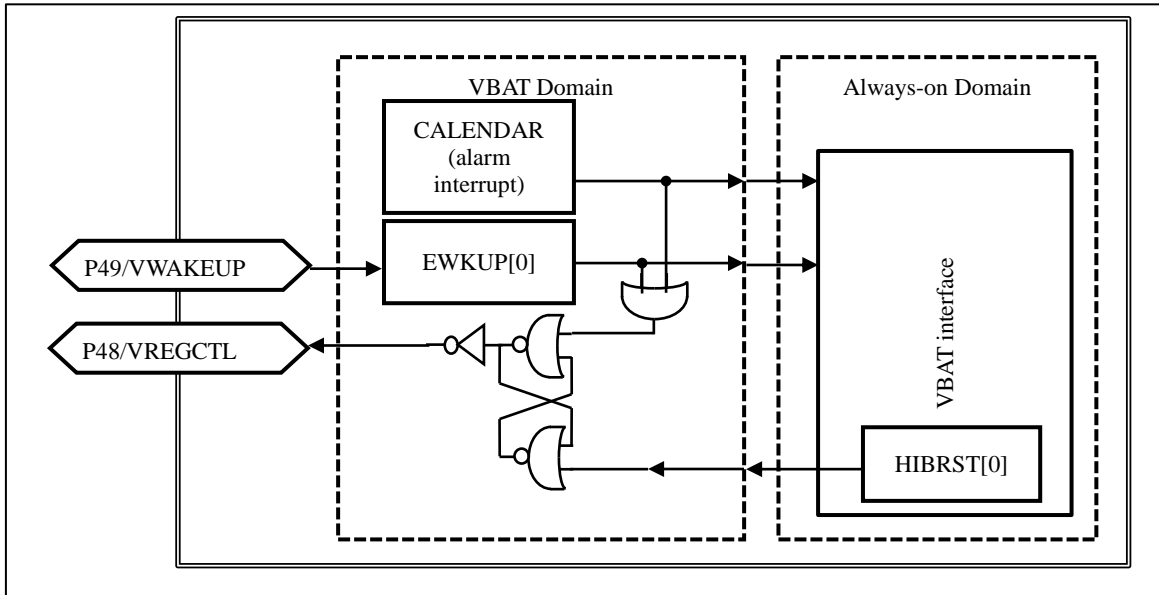 VBAT Domain
Always-on Domain
CALENDAR
(alarm
interrupt)
P49/VWAKEUP
EWKUP[0]
P48/VREGCTL
VBAT interface
HIBRST[0]